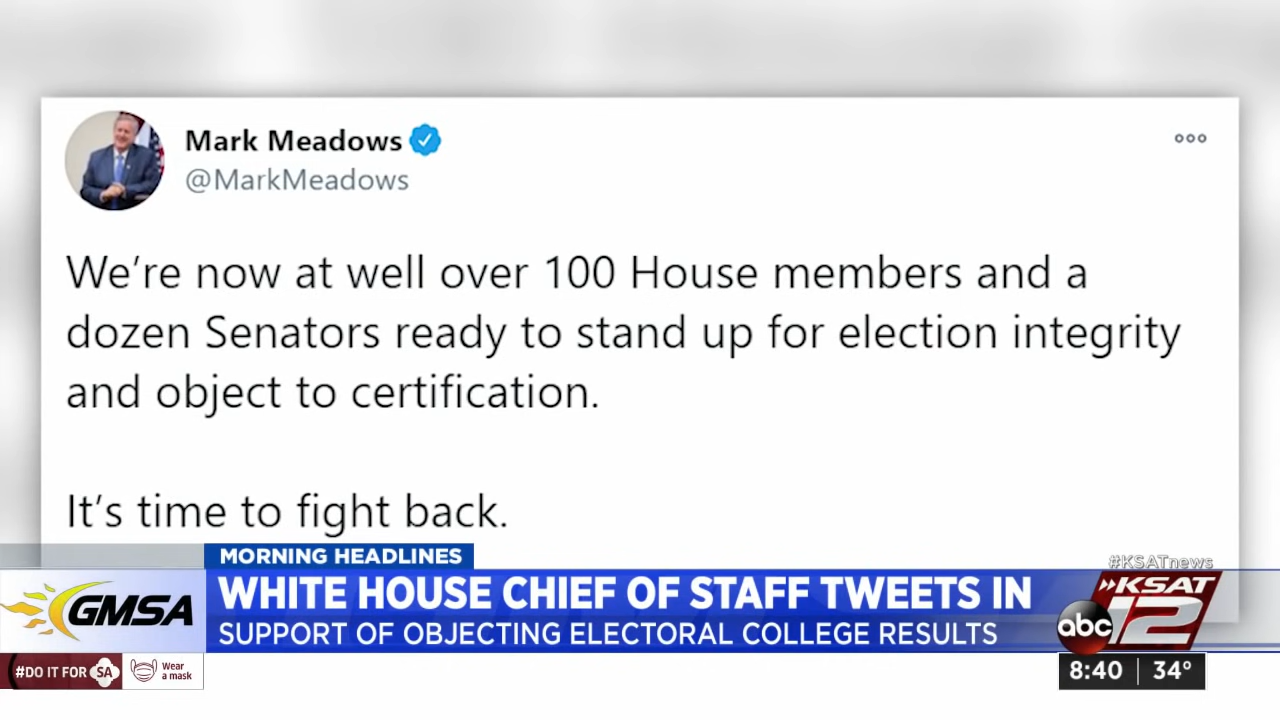 Mark Meadows
@MarkMeadows
We're now at well over 100 House members and a
dozen Senators ready to stand up for election integrity
and object to certification.
It's time to fight back.
#KSATnews
MORNING HEADLINES
GMSA
WHITE HOUSE CHIEF OF STAFF TWEETS IN
SUPPORT OF OBJECTING ELECTORAL COLLEGE RESULTS
KSAT
abc 12
#DO IT FOR SA
Wear
a mask
8:40 34°